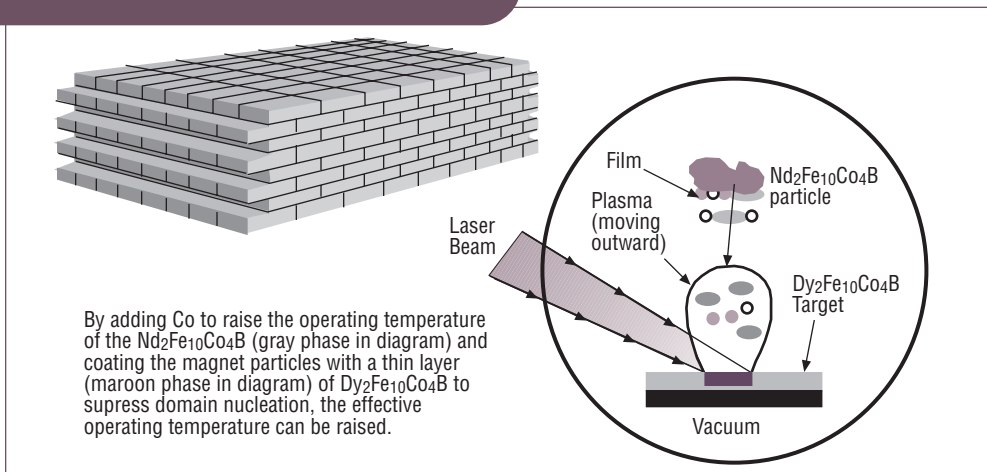 Film
Nd₂Fe₁₀Co₄B
particle
Plasma
(moving
outward)
Laser
Beam
Dy₂Fe₁₀Co₄B
Target
By adding Co to raise the operating temperature
of the Nd₂Fe₁₀Co₄B (gray phase in diagram) and
coating the magnet particles with a thin layer
(maroon phase in diagram) of Dy₂Fe₁₀Co₄B to
supress domain nucleation, the effective
operating temperature can be raised.
Vacuum